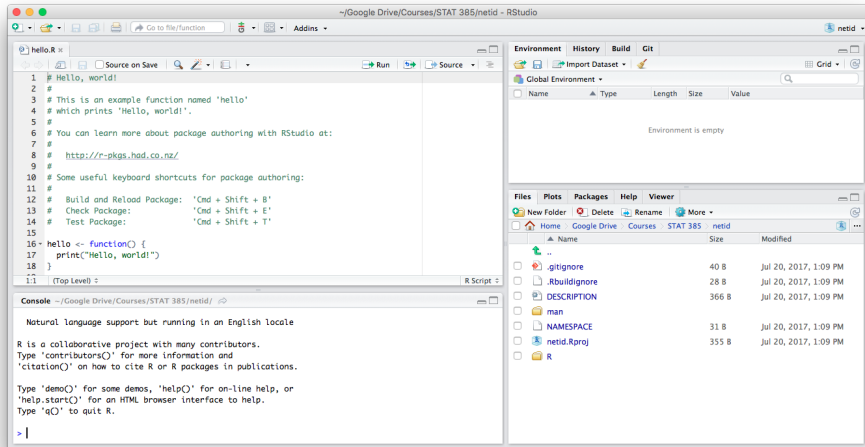 ~/Google Drive/Courses/STAT 385/netid - RStudio
Go to file/function
Addins
netid
hello.R
Source on Save
Run
Source
1 # Hello, world!
2 #
3 # This is an example function named 'hello'
4 # which prints 'Hello, world!'.
5 #
6 # You can learn more about package authoring with RStudio at:
7 #
8 #   http://r-pkgs.had.co.nz/
9 #
10 # Some useful keyboard shortcuts for package authoring:
11 #
12 #   Build and Reload Package:  'Cmd + Shift + B'
13 #   Check Package:             'Cmd + Shift + E'
14 #   Test Package:              'Cmd + Shift + T'
15
16 hello <- function() {
17   print("Hello, world!")
18 }
1:1 (Top Level) R Script
Console ~/Google Drive/Courses/STAT 385/netid/
Natural language support but running in an English locale
R is a collaborative project with many contributors.
Type 'contributors()' for more information and
'citation()' on how to cite R or R packages in publications.
Type 'demo()' for some demos, 'help()' for on-line help, or
'help.start()' for an HTML browser interface to help.
Type 'q()' to quit R.
>
Environment History Build Git
Import Dataset Grid
Global Environment
Name Type Length Size Value
Environment is empty
Files Plots Packages Help Viewer
New Folder Delete Rename More
Home Google Drive Courses STAT 385 netid ...
Name Size Modified
..
.gitignore 40 B Jul 20, 2017, 1:09 PM
.Rbuildignore 28 B Jul 20, 2017, 1:09 PM
DESCRIPTION 366 B Jul 20, 2017, 1:09 PM
man
NAMESPACE 31 B Jul 20, 2017, 1:09 PM
netid.Rproj 355 B Jul 20, 2017, 1:09 PM
R